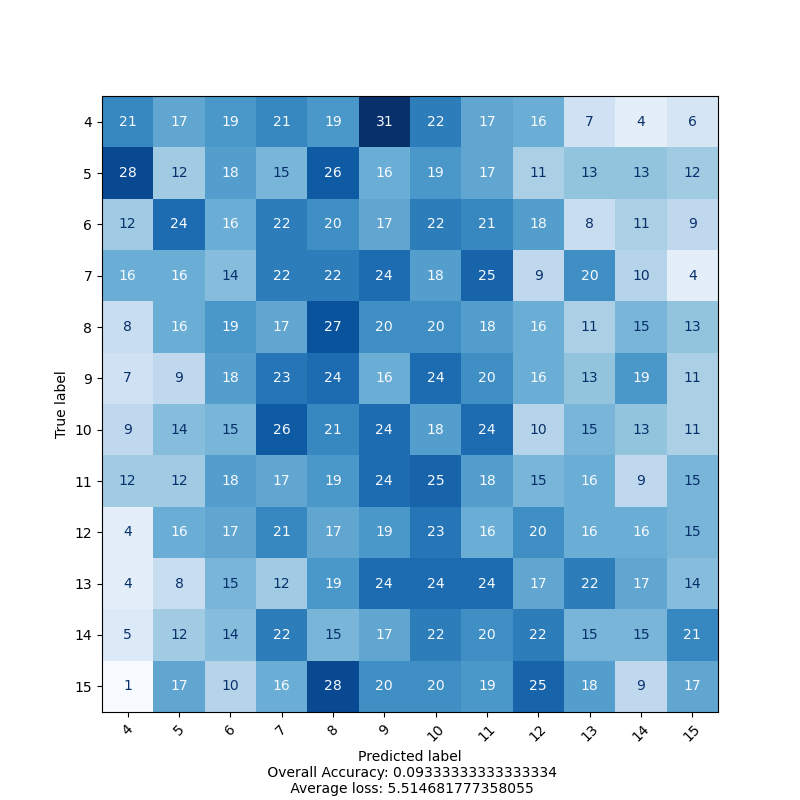 4 21 17 19 21 19 31 22 17 16 7 4 6
5 28 12 18 15 26 16 19 17 11 13 13 12
6 12 24 16 22 20 17 22 21 18 8 11 9
7 16 16 14 22 22 24 18 25 9 20 10 4
8 8 16 19 17 27 20 20 18 16 11 15 13
9 7 9 18 23 24 16 24 20 16 13 19 11
True label
10 9 14 15 26 21 24 18 24 10 15 13 11
11 12 12 18 17 19 24 25 18 15 16 9 15
12 4 16 17 21 17 19 23 16 20 16 16 15
13 4 8 15 12 19 24 24 24 17 22 17 14
14 5 12 14 22 15 17 22 20 22 15 15 21
15 1 17 10 16 28 20 20 19 25 18 9 17
4 5 6 7 8 9 10 11 12 13 14 15
Predicted label
Overall Accuracy: 0.09333333333333334
Average loss: 5.514681777358055